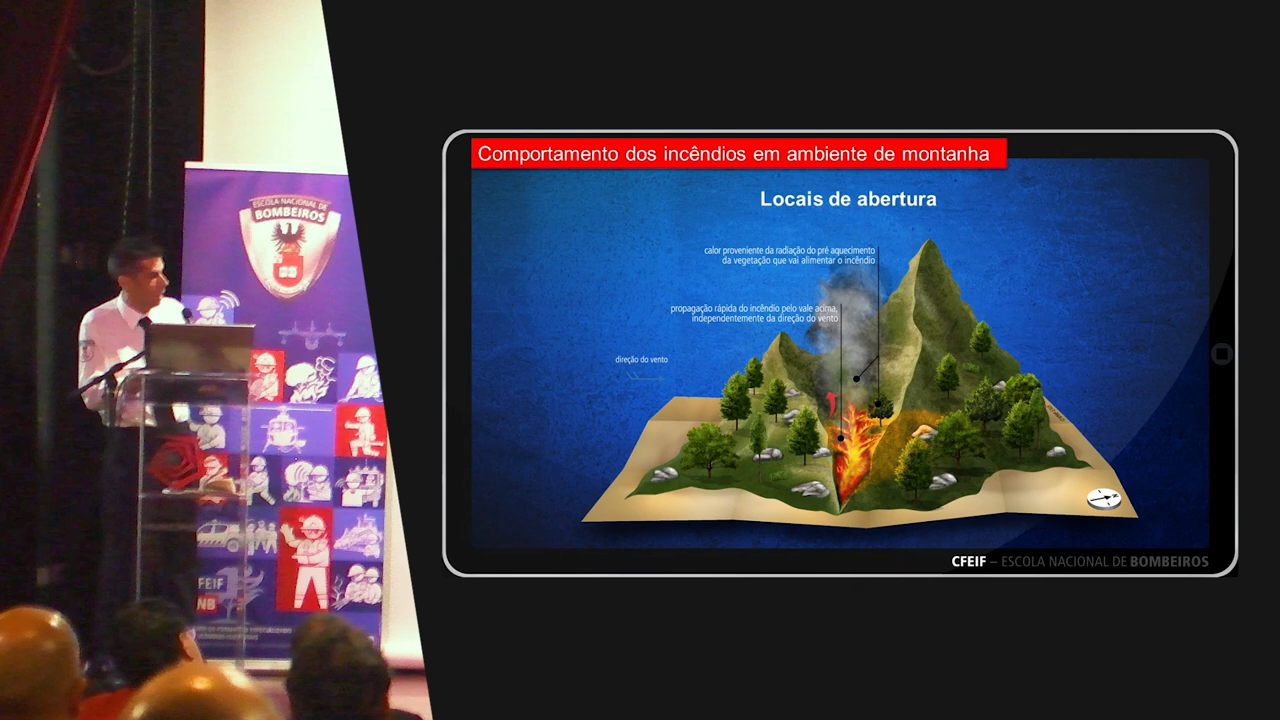 ESCOLA NACIONAL DE
BOMBEIROS
CFEIF
NB
Comportamento dos incêndios em ambiente de montanha
Locais de abertura
calor proveniente da radiação do pré aquecimento
da vegetação que vai alimentar o incêndio
propagação rápida do incêndio pelo vale acima,
independentemente da direção do vento
direção do vento
N
CFEIF – ESCOLA NACIONAL DE BOMBEIROS